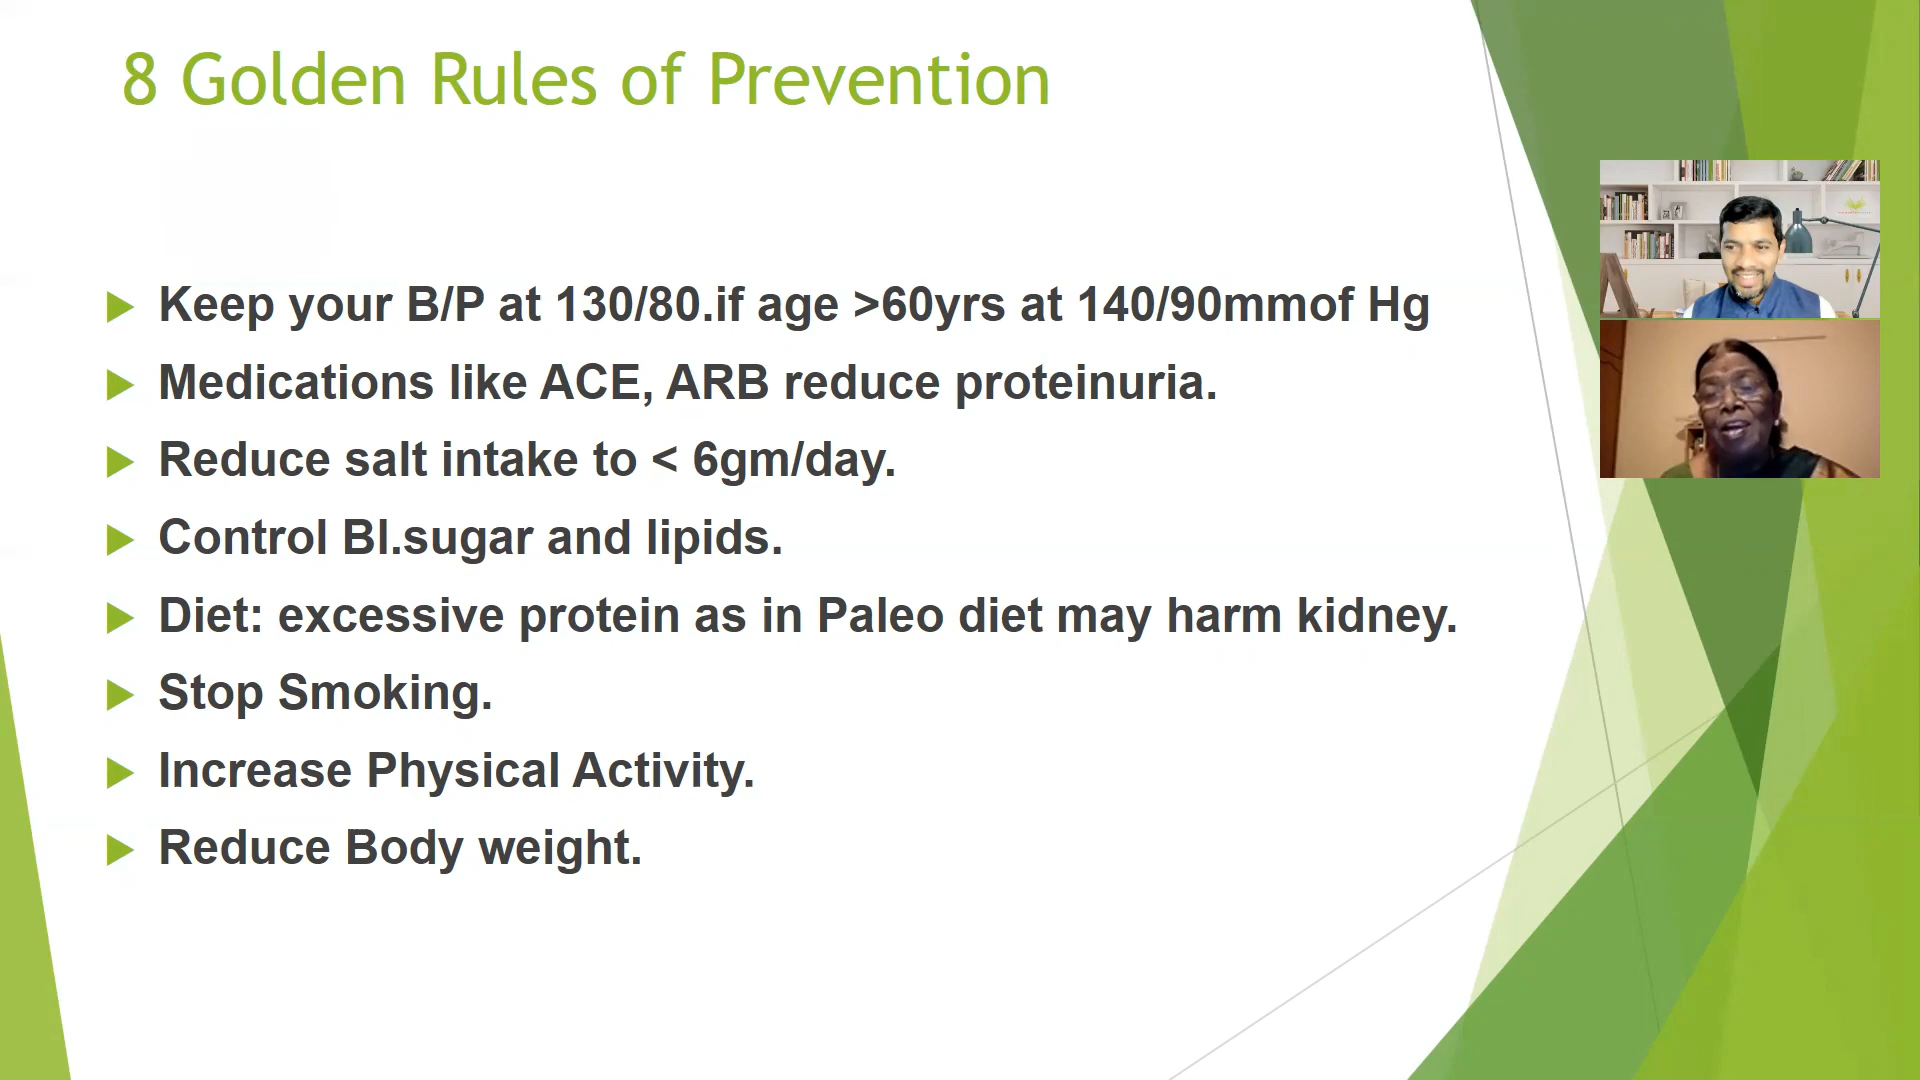 8 Golden Rules of Prevention
Keep your B/P at 130/80.if age >60yrs at 140/90mmof Hg
Medications like ACE, ARB reduce proteinuria.
Reduce salt intake to < 6gm/day.
Control Bl.sugar and lipids.
Diet: excessive protein as in Paleo diet may harm kidney.
Stop Smoking.
Increase Physical Activity.
Reduce Body weight.